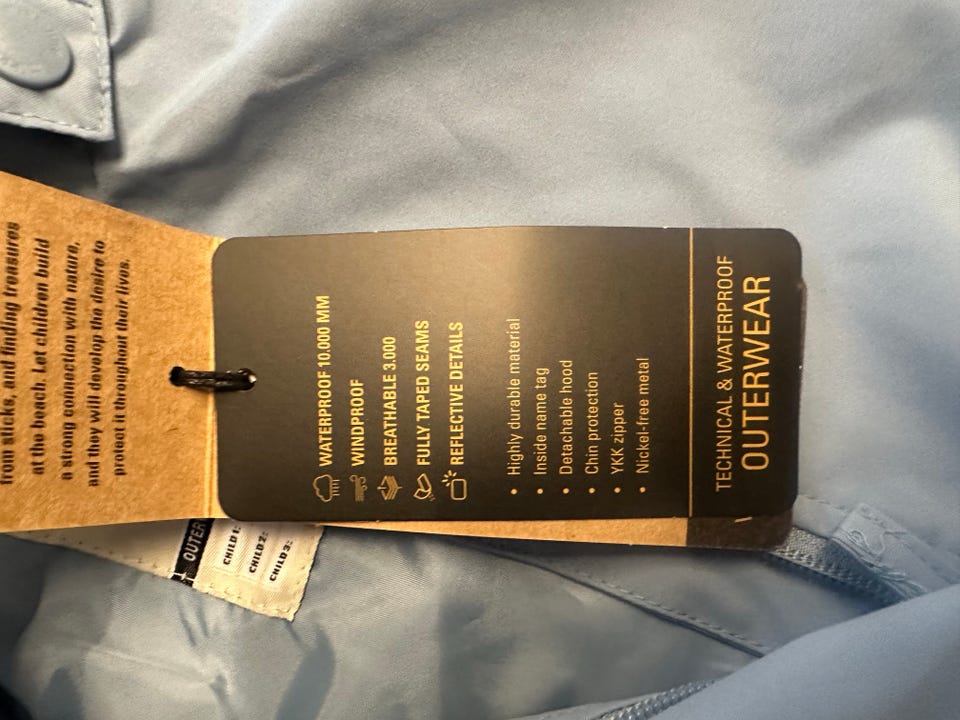 from sticks, and finding treasures
at the beach. Let children build
a strong connection with nature,
and they will develop the desire to
protect it throughout their lives.
WATERPROOF 10.000 MM
WINDPROOF
BREATHABLE 3.000
FULLY TAPED SEAMS
REFLECTIVE DETAILS
• Highly durable material
• Inside name tag
• Detachable hood
• Chin protection
• YKK zipper
• Nickel-free metal
TECHNICAL & WATERPROOF
OUTERWEAR
OUTER
CHILD 1:
CHILD 2:
CHILD 3: